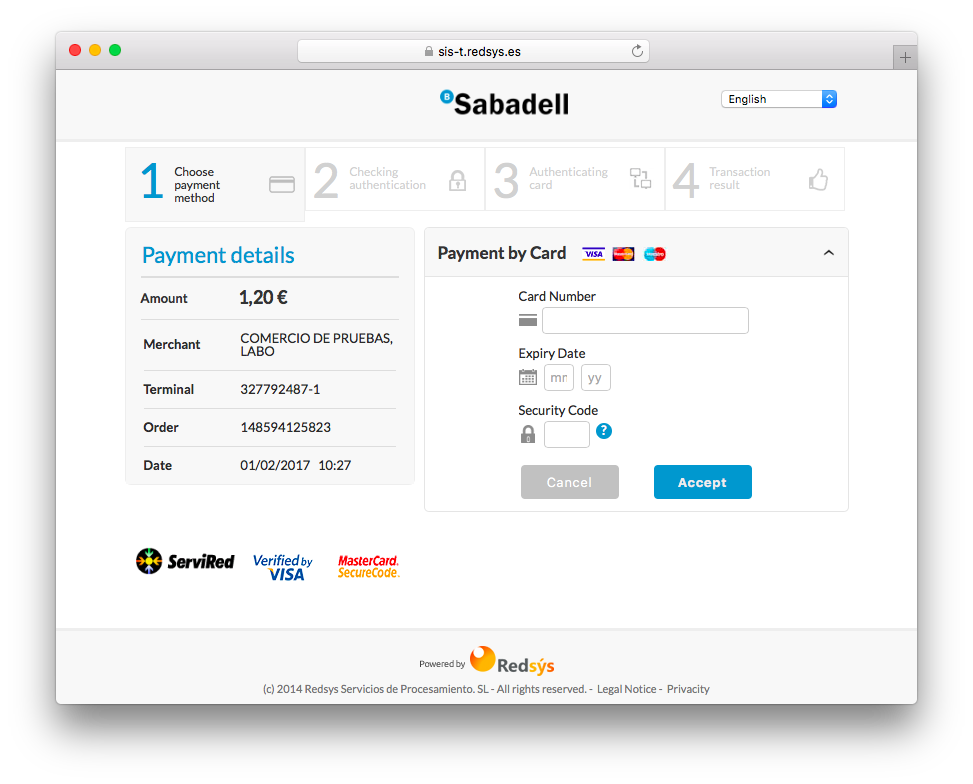 sis-t.redsys.es
B Sabadell
English
1 Choose payment method
2 Checking authentication
3 Authenticating card
4 Transaction result
Payment details
Amount 1,20 €
Merchant COMERCIO DE PRUEBAS,
LABO
Terminal 327792487-1
Order 148594125823
Date 01/02/2017 10:27
Payment by Card VISA MasterCard Maestro
Card Number
Expiry Date
mm yy
Security Code
?
Cancel Accept
ServiRed
Verified by
VISA
MasterCard.
SecureCode.
Powered by Redsýs
(c) 2014 Redsys Servicios de Procesamiento. SL - All rights reserved. - Legal Notice - Privacity